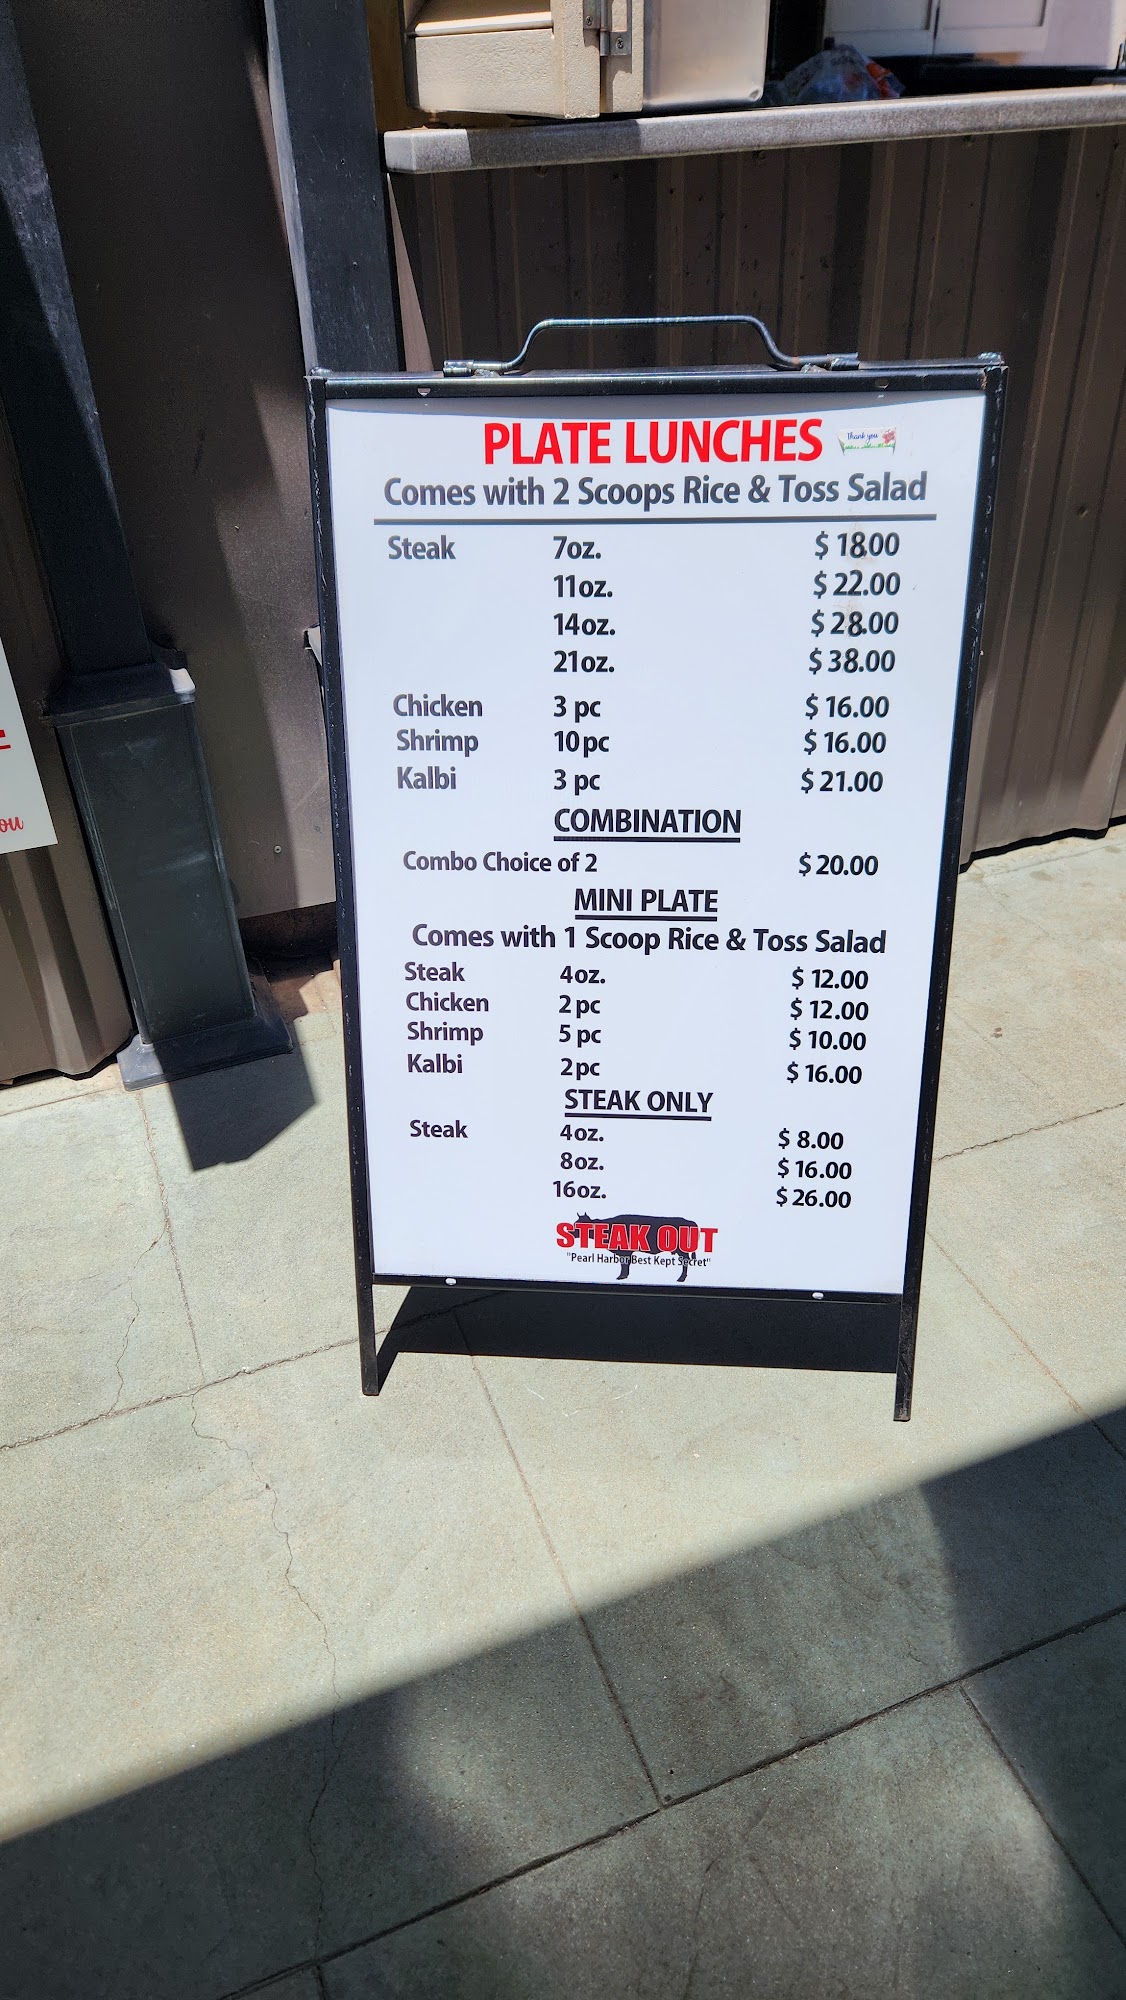 PLATE LUNCHES Thank you
Comes with 2 Scoops Rice & Toss Salad
Steak 7oz. $ 18.00
11oz. $ 22.00
14oz. $ 28.00
21oz. $ 38.00
Chicken 3 pc $ 16.00
Shrimp 10pc $ 16.00
Kalbi 3 pc $ 21.00
COMBINATION
Combo Choice of 2 $ 20.00
MINI PLATE
Comes with 1 Scoop Rice & Toss Salad
Steak 4oz. $ 12.00
Chicken 2 pc $ 12.00
Shrimp 5 pc $ 10.00
Kalbi 2pc $ 16.00
STEAK ONLY
Steak 4oz. $ 8.00
8oz. $ 16.00
16oz. $ 26.00
STEAK OUT
"Pearl Harbor Best Kept Secret"